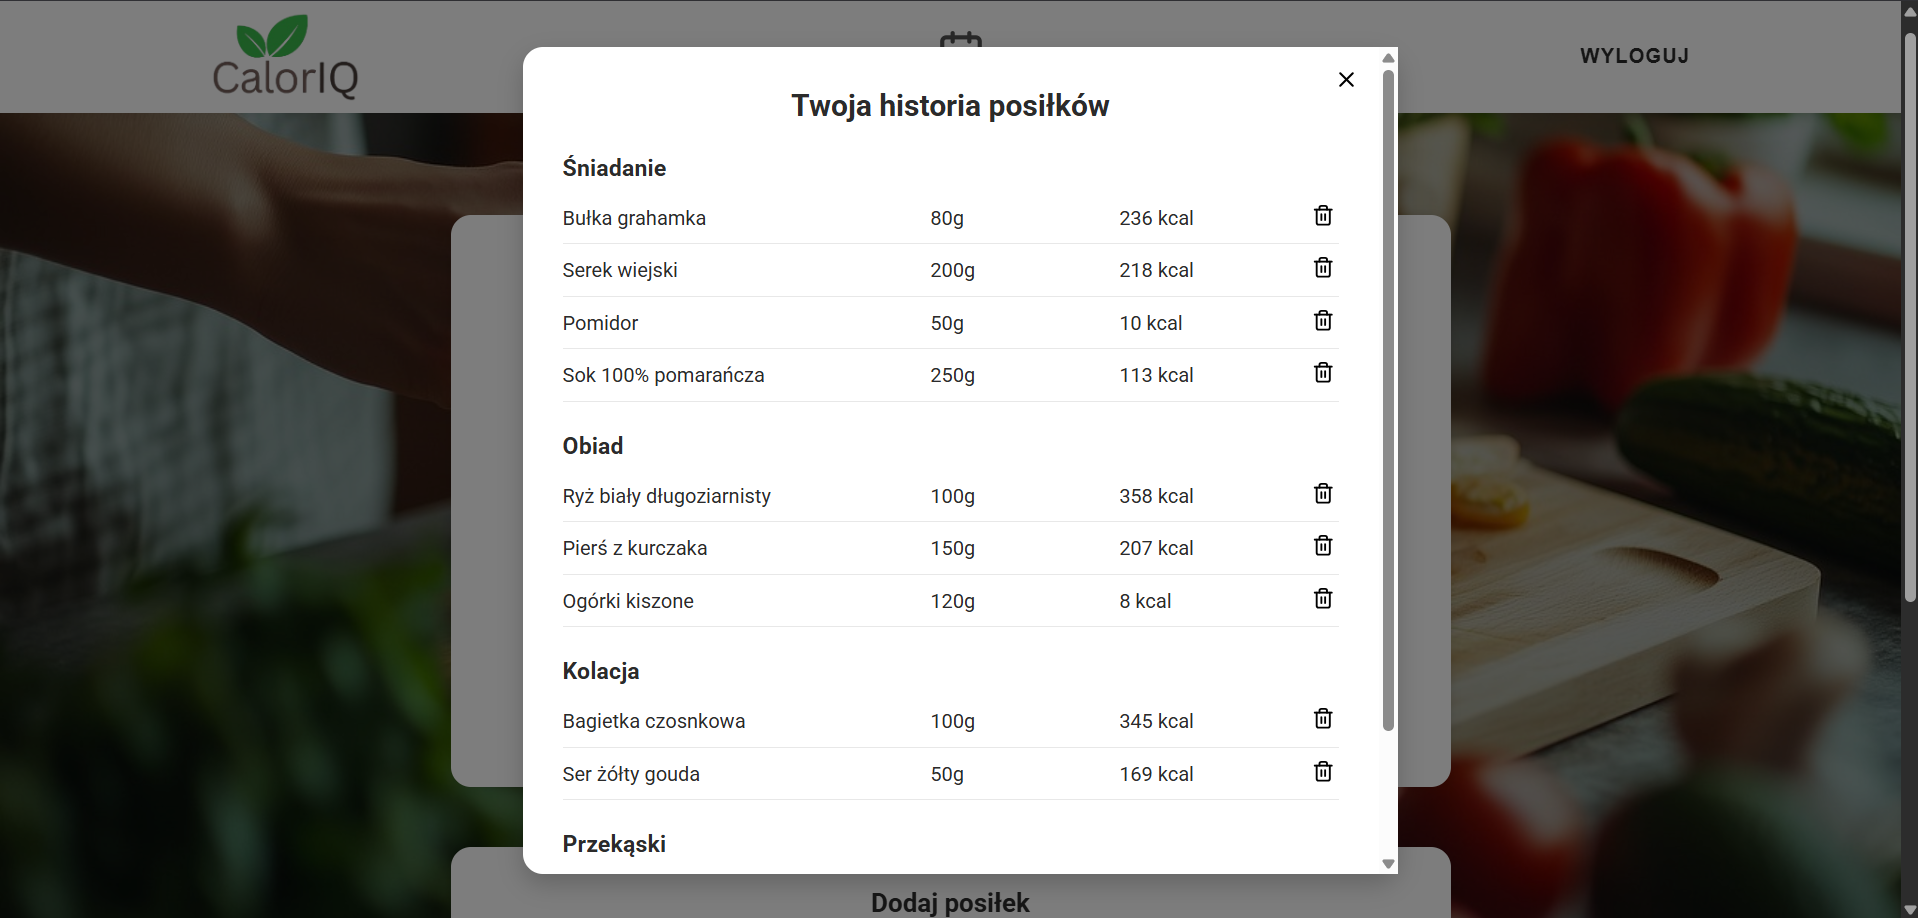 CalorIQ
WYLOGUJ
Twoja historia posiłków
Śniadanie
Bułka grahamka 80g 236 kcal
Serek wiejski 200g 218 kcal
Pomidor 50g 10 kcal
Sok 100% pomarańcza 250g 113 kcal
Obiad
Ryż biały długoziarnisty 100g 358 kcal
Pierś z kurczaka 150g 207 kcal
Ogórki kiszone 120g 8 kcal
Kolacja
Bagietka czosnkowa 100g 345 kcal
Ser żółty gouda 50g 169 kcal
Przekąski
Dodaj posiłek